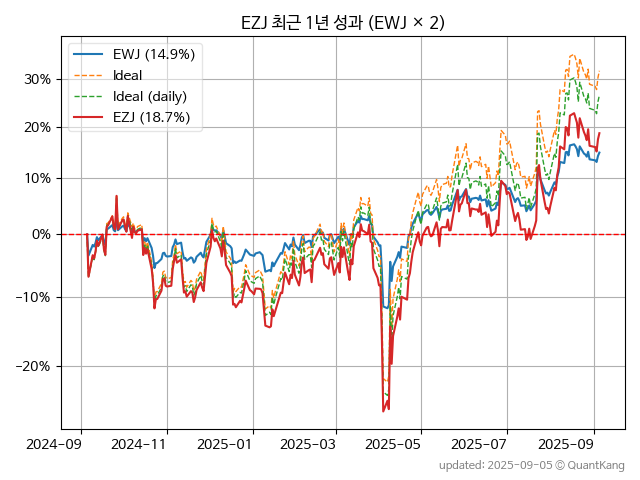 EZJ 최근 1년 성과 (EWJ × 2)
EWJ (14.9%)
Ideal
Ideal (daily)
EZJ (18.7%)
30%
20%
10%
0%
−10%
−20%
2024−09
2024−11
2025−01
2025−03
2025−05
2025−07
2025−09
updated: 2025-09-05 © QuantKang